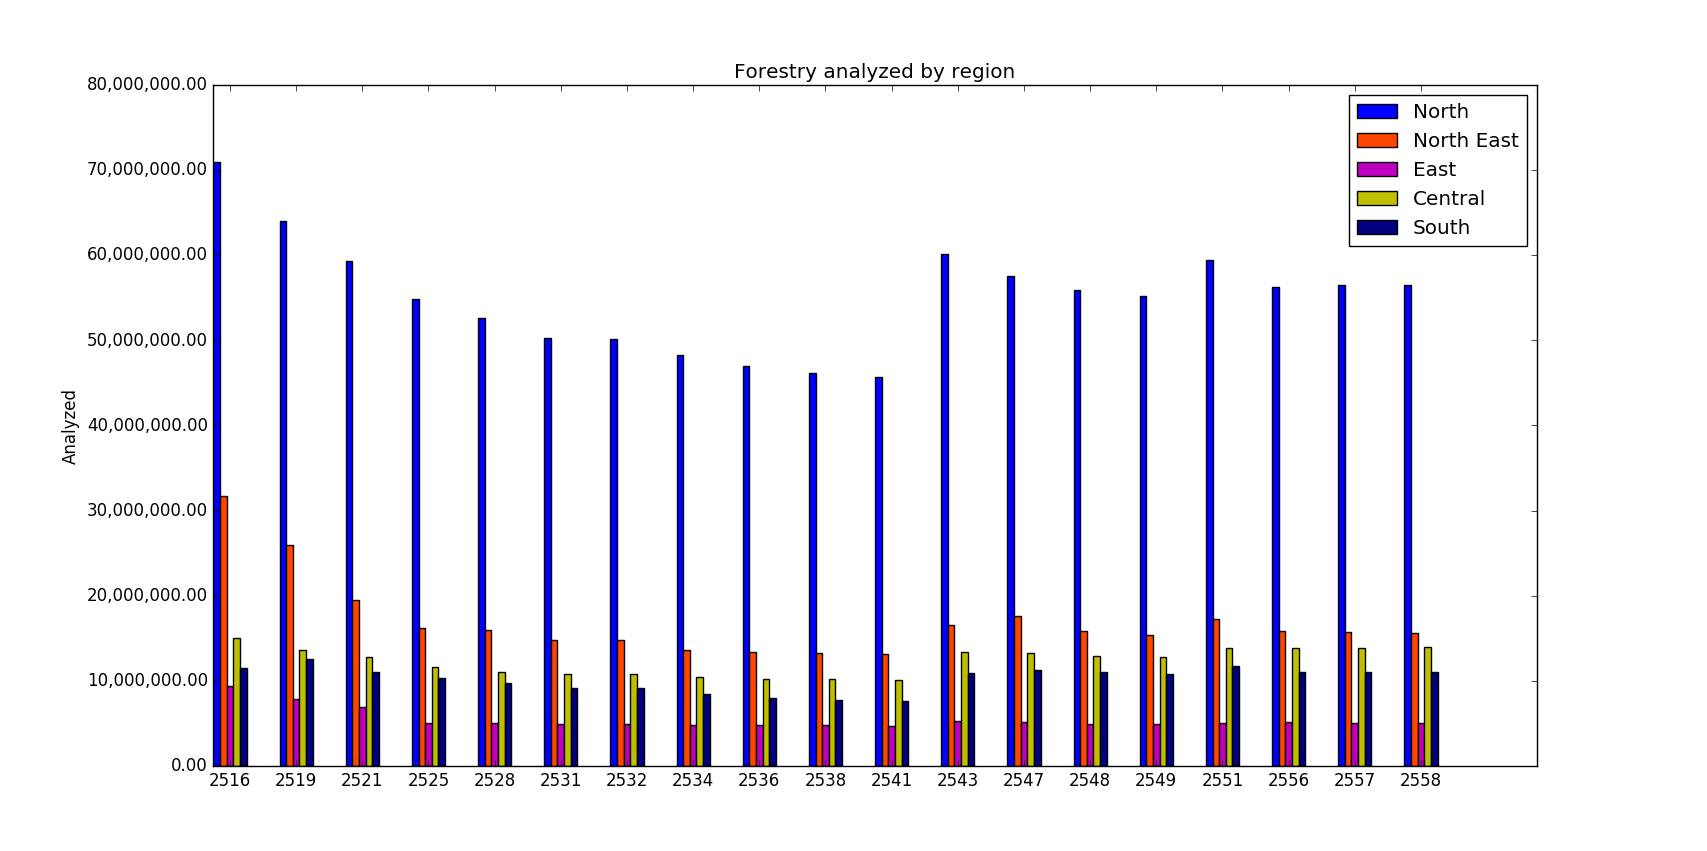 Forestry analyzed by region
80,000,000.00
70,000,000.00
60,000,000.00
50,000,000.00
40,000,000.00
30,000,000.00
20,000,000.00
10,000,000.00
0.00
Analyzed
North
North East
East
Central
South
2516 2519 2521 2525 2528 2531 2532 2534 2536 2538 2541 2543 2547 2548 2549 2551 2556 2557 2558